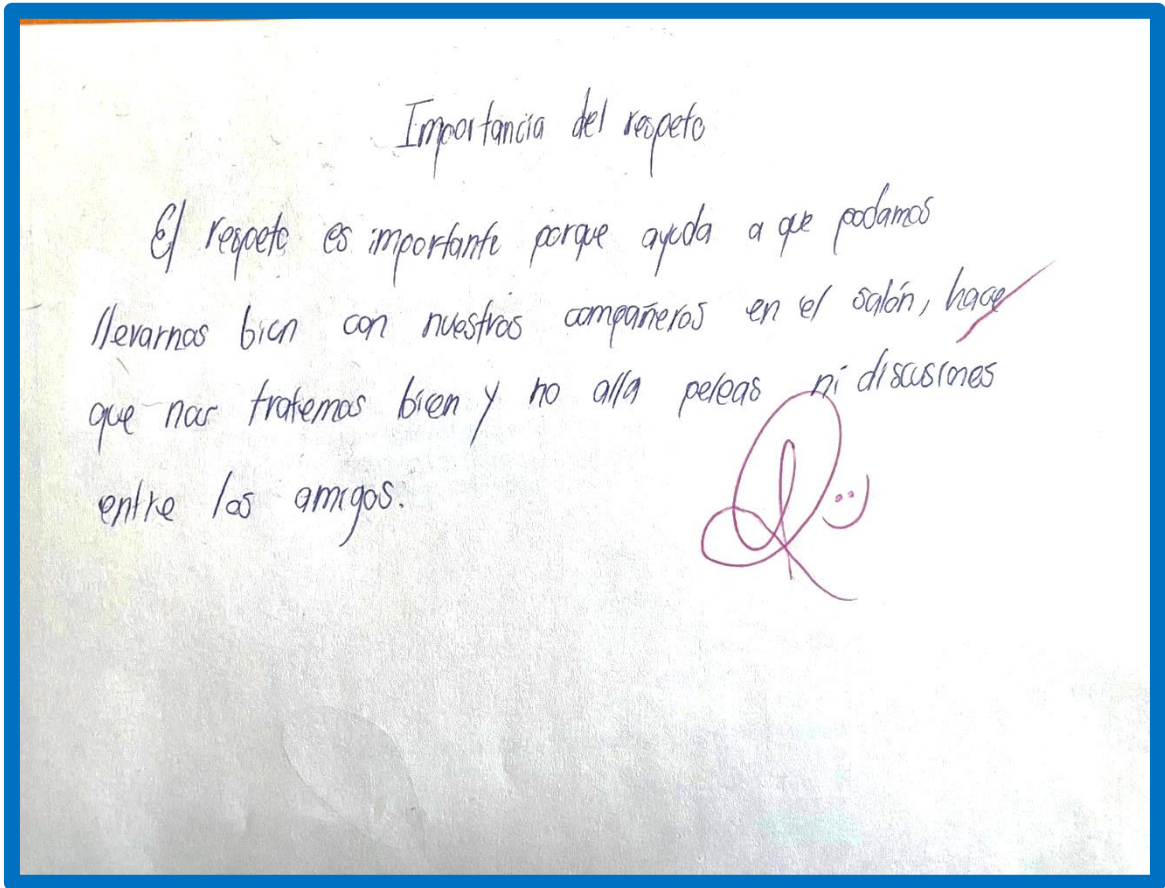 Importancia del respeto
El respeto es importante porque ayuda a que podamos
llevarnos bien con nuestros compañeros en el salón, hace
que nos tratemos bien y no alla peleas ni discusiones
entre los amigos.